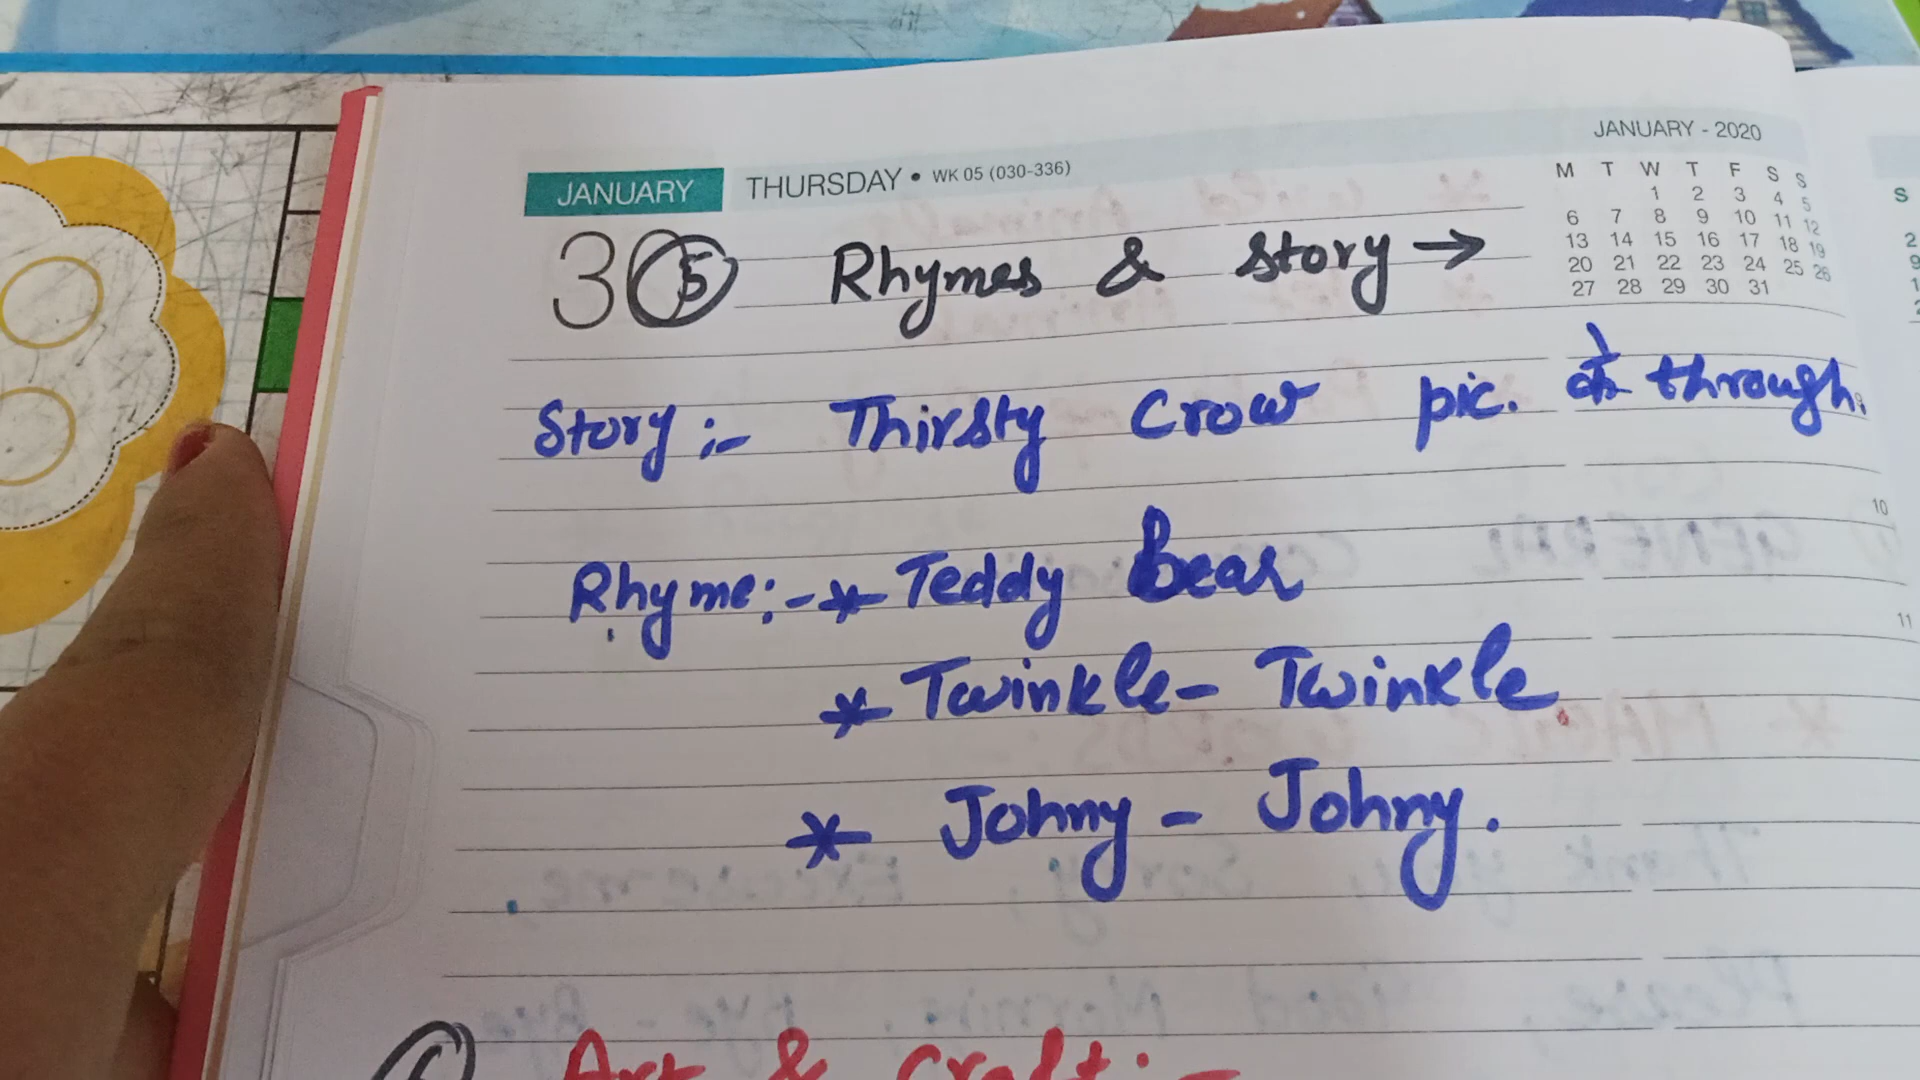 JANUARY - 2020
JANUARY THURSDAY • WK 05 (030-336)
M T W T F S S
1 2 3 4 5
6 7 8 9 10 11 12
13 14 15 16 17 18 19
20 21 22 23 24 25 26
27 28 29 30 31
30 5 Rhymes & story →
Story :- Thirsty Crow pic. through.
10
Rhyme :- * Teddy Bear
11
* Twinkle - Twinkle.
* Johny - Johny.
Art & Craft :-